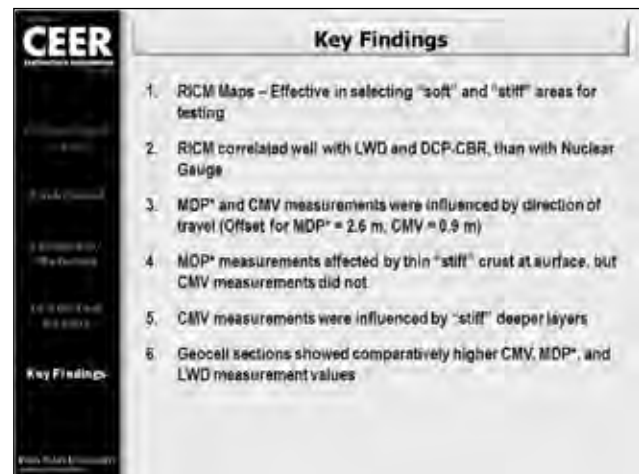 CEER
Key Findings
1. RICM Maps – Effective in selecting “soft” and “stiff” areas for
testing
2. RICM correlated well with LWD and DCP-CBR, than with Nuclear
Gauge
3. MDP* and CMV measurements were influenced by direction of
travel (Offset for MDP* = 2.6 m, CMV = 0.9 m)
4. MDP* measurements affected by thin “stiff” crust at surface, but
CMV measurements did not
5. CMV measurements were influenced by “stiff” deeper layers
6. Geocell sections showed comparatively higher CMV, MDP*, and
LWD measurement values
Key Findings